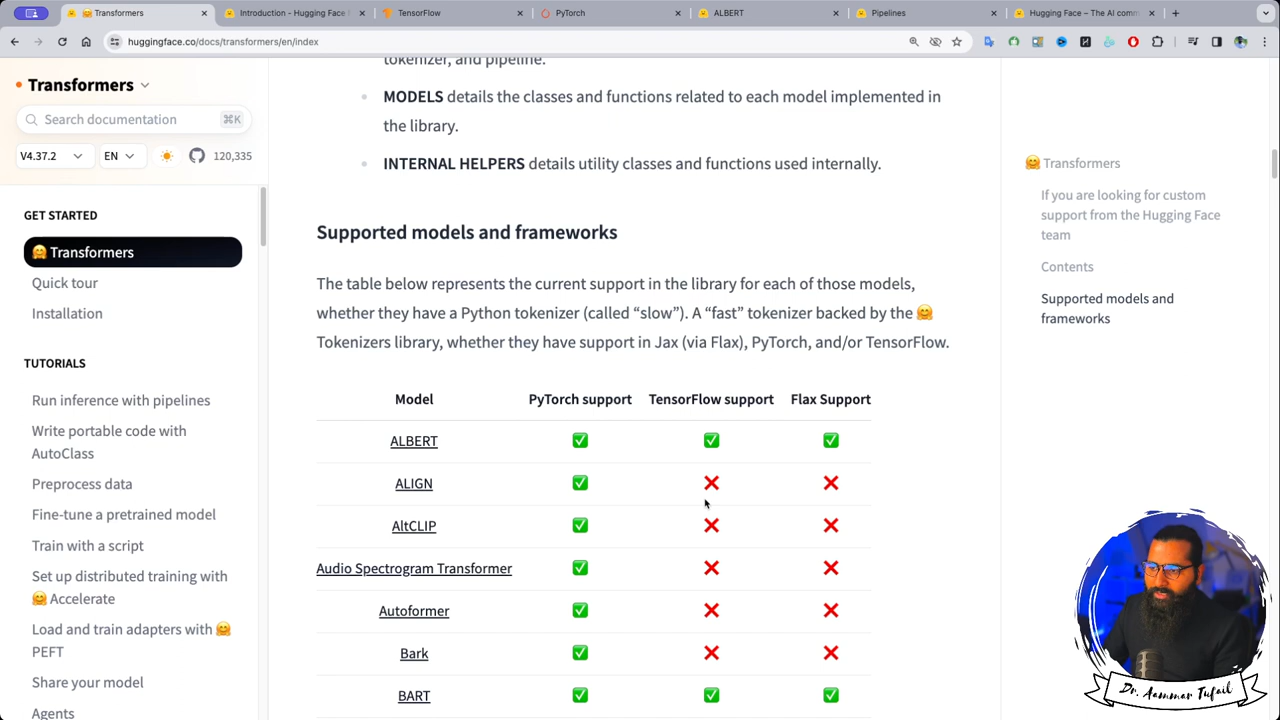 Transformers
Introduction – Hugging Face
TensorFlow
PyTorch
ALBERT
Pipelines
Hugging Face – The AI comm
huggingface.co/docs/transformers/en/index
Transformers
Search documentation
⌘K
V4.37.2
EN
120,335
GET STARTED
🤗 Transformers
Quick tour
Installation
TUTORIALS
Run inference with pipelines
Write portable code with
AutoClass
Preprocess data
Fine-tune a pretrained model
Train with a script
Set up distributed training with
🤗 Accelerate
Load and train adapters with 🤗
PEFT
Share your model
Agents
tokenizer, and pipeline.
MODELS details the classes and functions related to each model implemented in
the library.
INTERNAL HELPERS details utility classes and functions used internally.
Supported models and frameworks
The table below represents the current support in the library for each of those models,
whether they have a Python tokenizer (called “slow”). A “fast” tokenizer backed by the 🤗
Tokenizers library, whether they have support in Jax (via Flax), PyTorch, and/or TensorFlow.
Model PyTorch support TensorFlow support Flax Support
ALBERT ✅ ✅ ✅
ALIGN ✅ ❌ ❌
AltCLIP ✅ ❌ ❌
Audio Spectrogram Transformer ✅ ❌ ❌
Autoformer ✅ ❌ ❌
Bark ✅ ❌ ❌
BART ✅ ✅ ✅
🤗 Transformers
If you are looking for custom
support from the Hugging Face
team
Contents
Supported models and
frameworks
Dr. Aammar Tufail